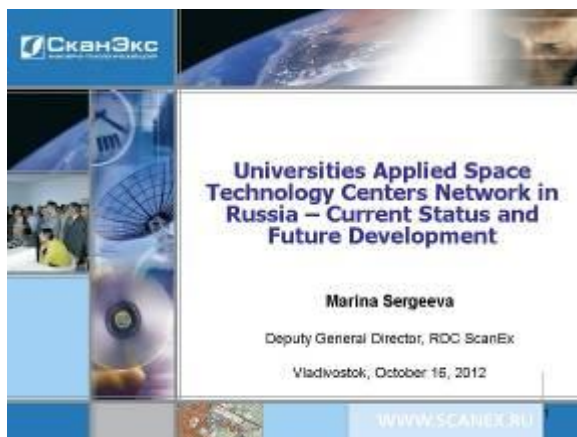 СканЭкс
Universities Applied Space
Technology Centers Network in
Russia – Current Status and
Future Development
Marina Sergeeva
Deputy General Director, RDC ScanEx
Vladivostok, October 16, 2012
WWW.SCANEX.RU